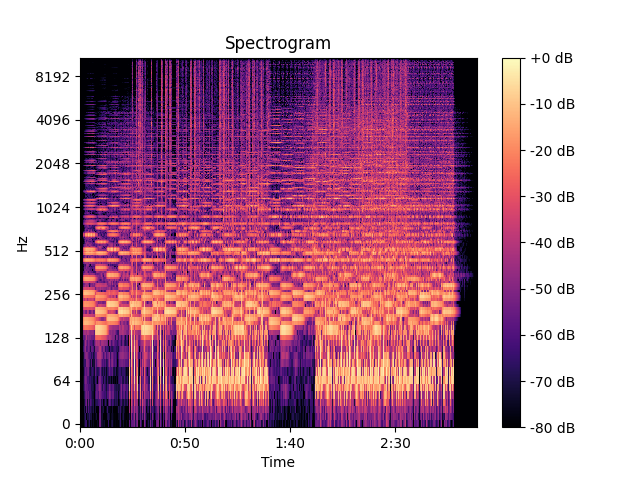 Spectrogram
8192
4096
2048
1024
512
256
128
64
0
Hz
0:00
0:50
1:40
2:30
Time
+0 dB
-10 dB
-20 dB
-30 dB
-40 dB
-50 dB
-60 dB
-70 dB
-80 dB